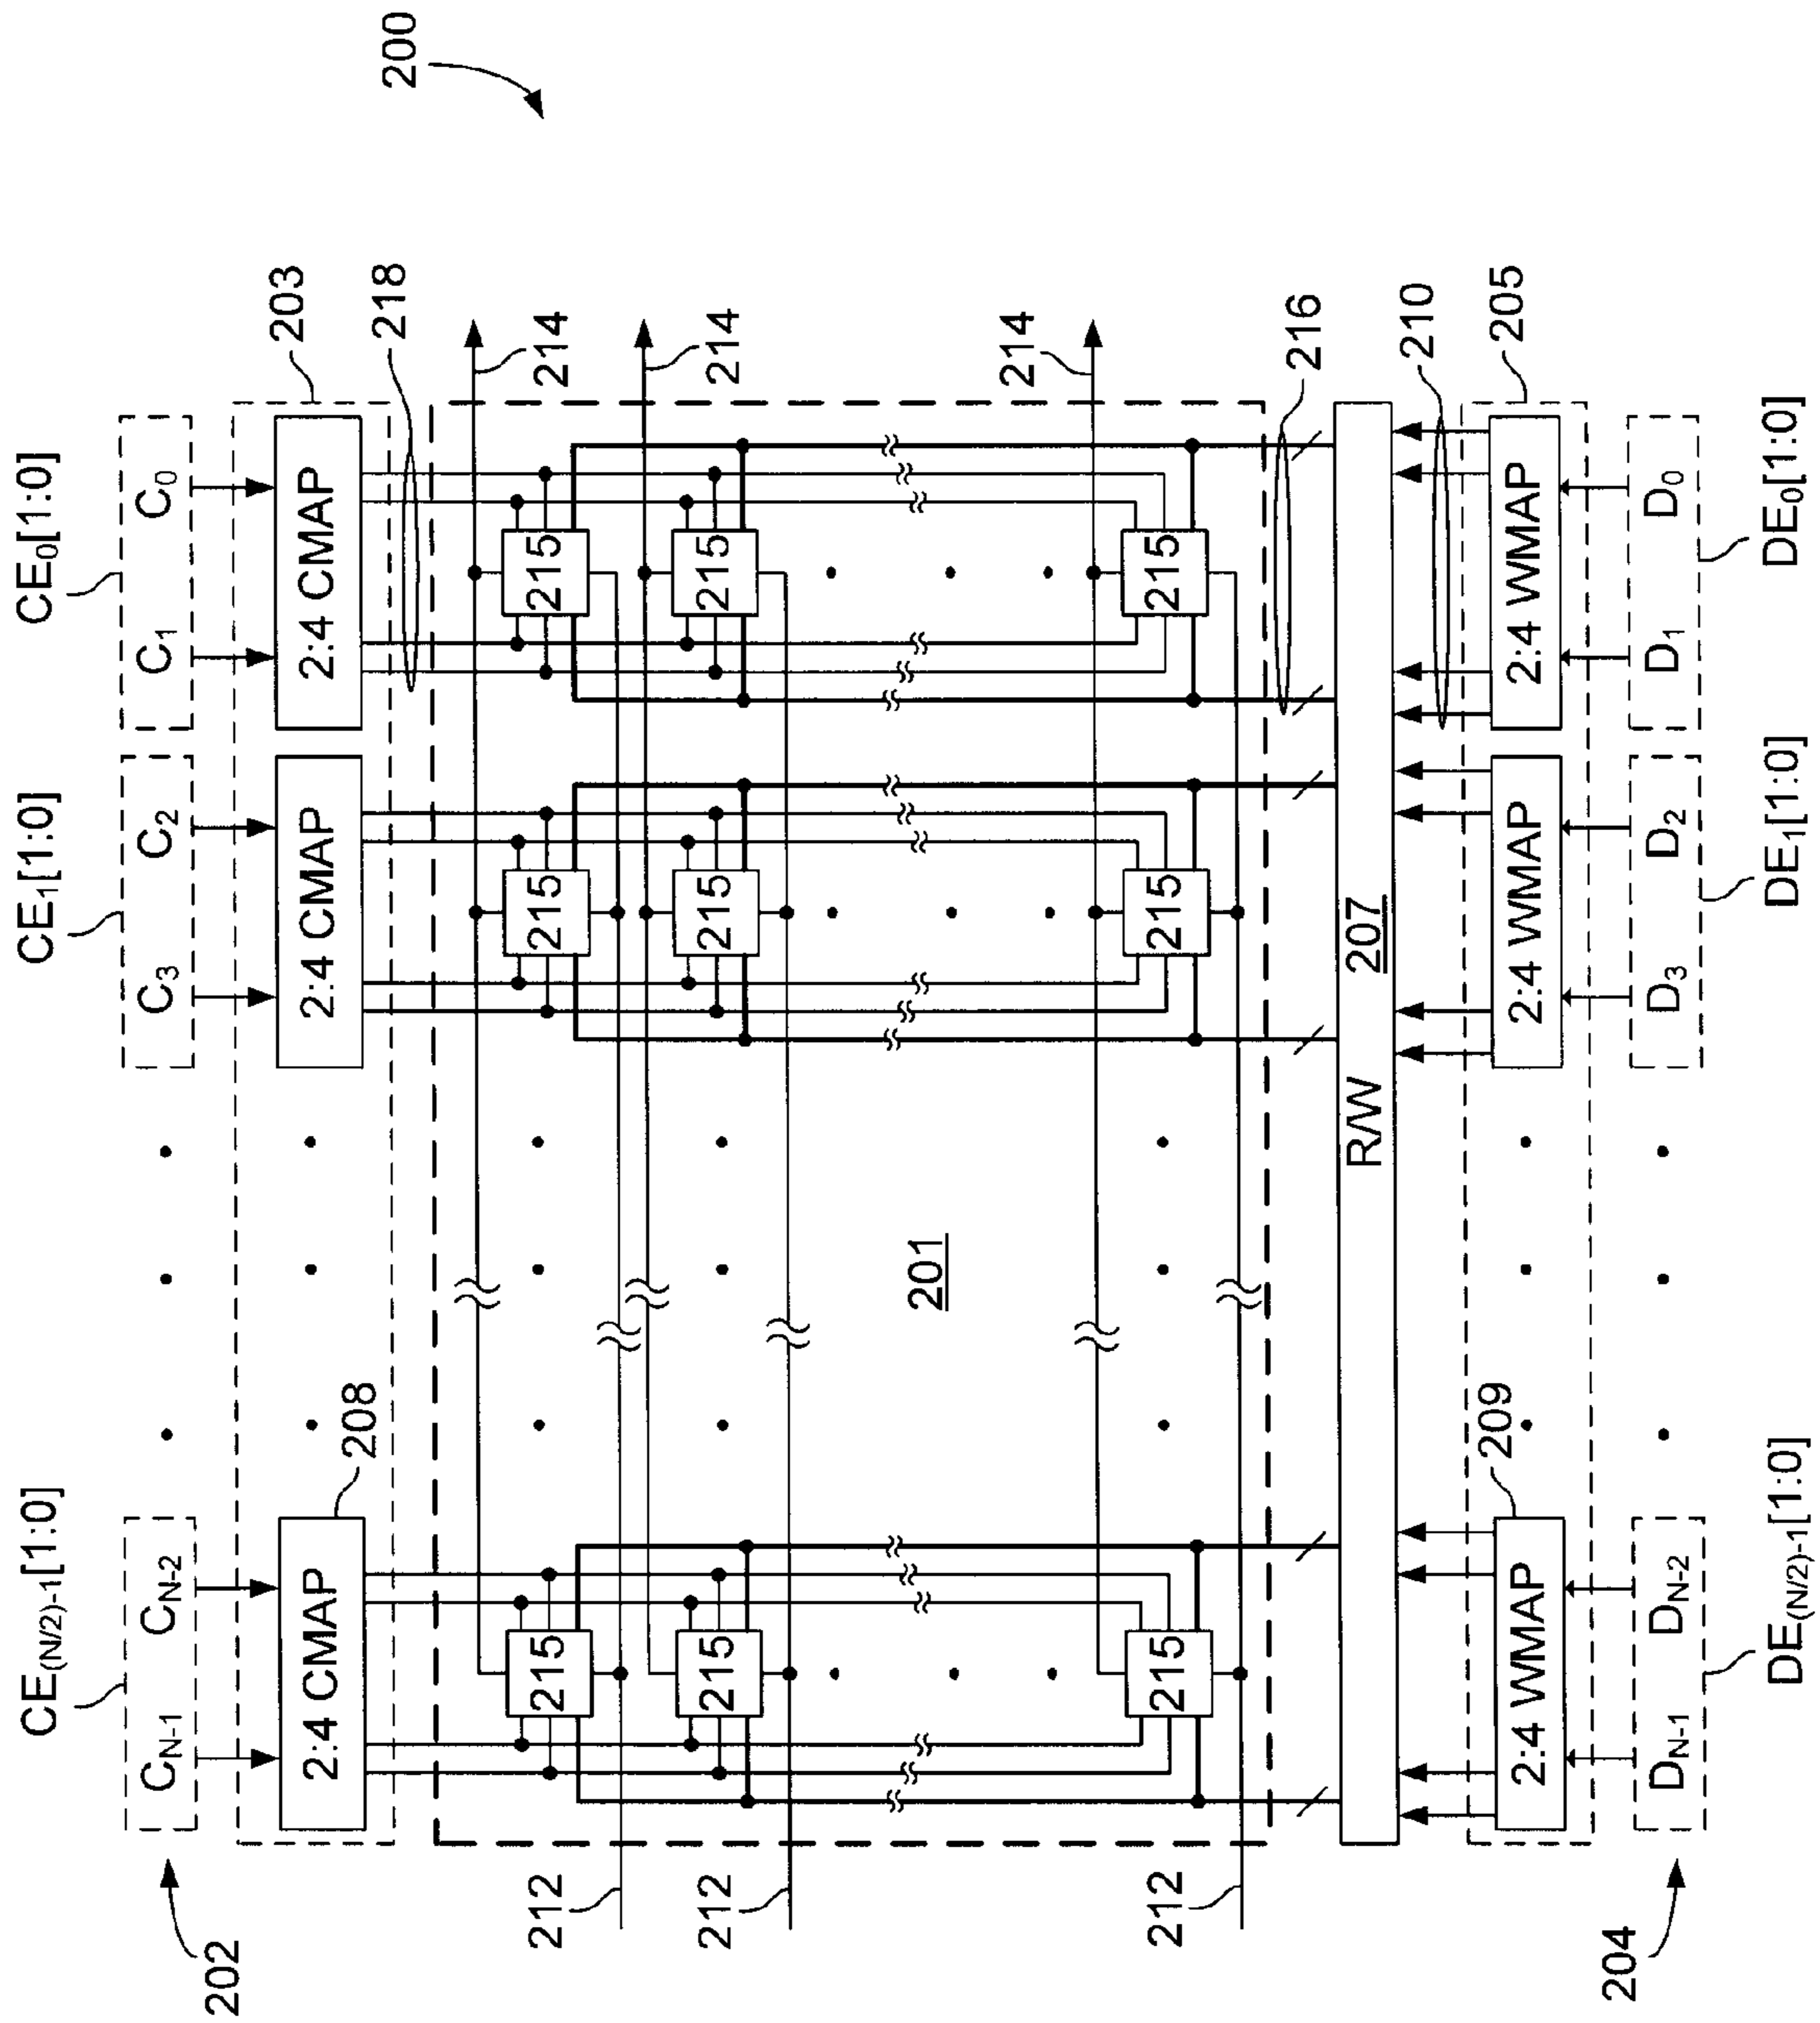 CE(N/2)-1[1:0] CE1[1:0] CE0[1:0]
202 CN-1 CN-2 C3 C2 C1 C0
2:4 CMAP 208 2:4 CMAP 2:4 CMAP 203
218
200
215 215 215 214
212
215 215 215 214
212
201
215 215 215 214
212
216
R/W 207
210
209 205
2:4 WMAP 2:4 WMAP 2:4 WMAP
204 DN-1 DN-2 D3 D2 D1 D0
DE(N/2)-1[1:0] DE1[1:0] DE0[1:0]